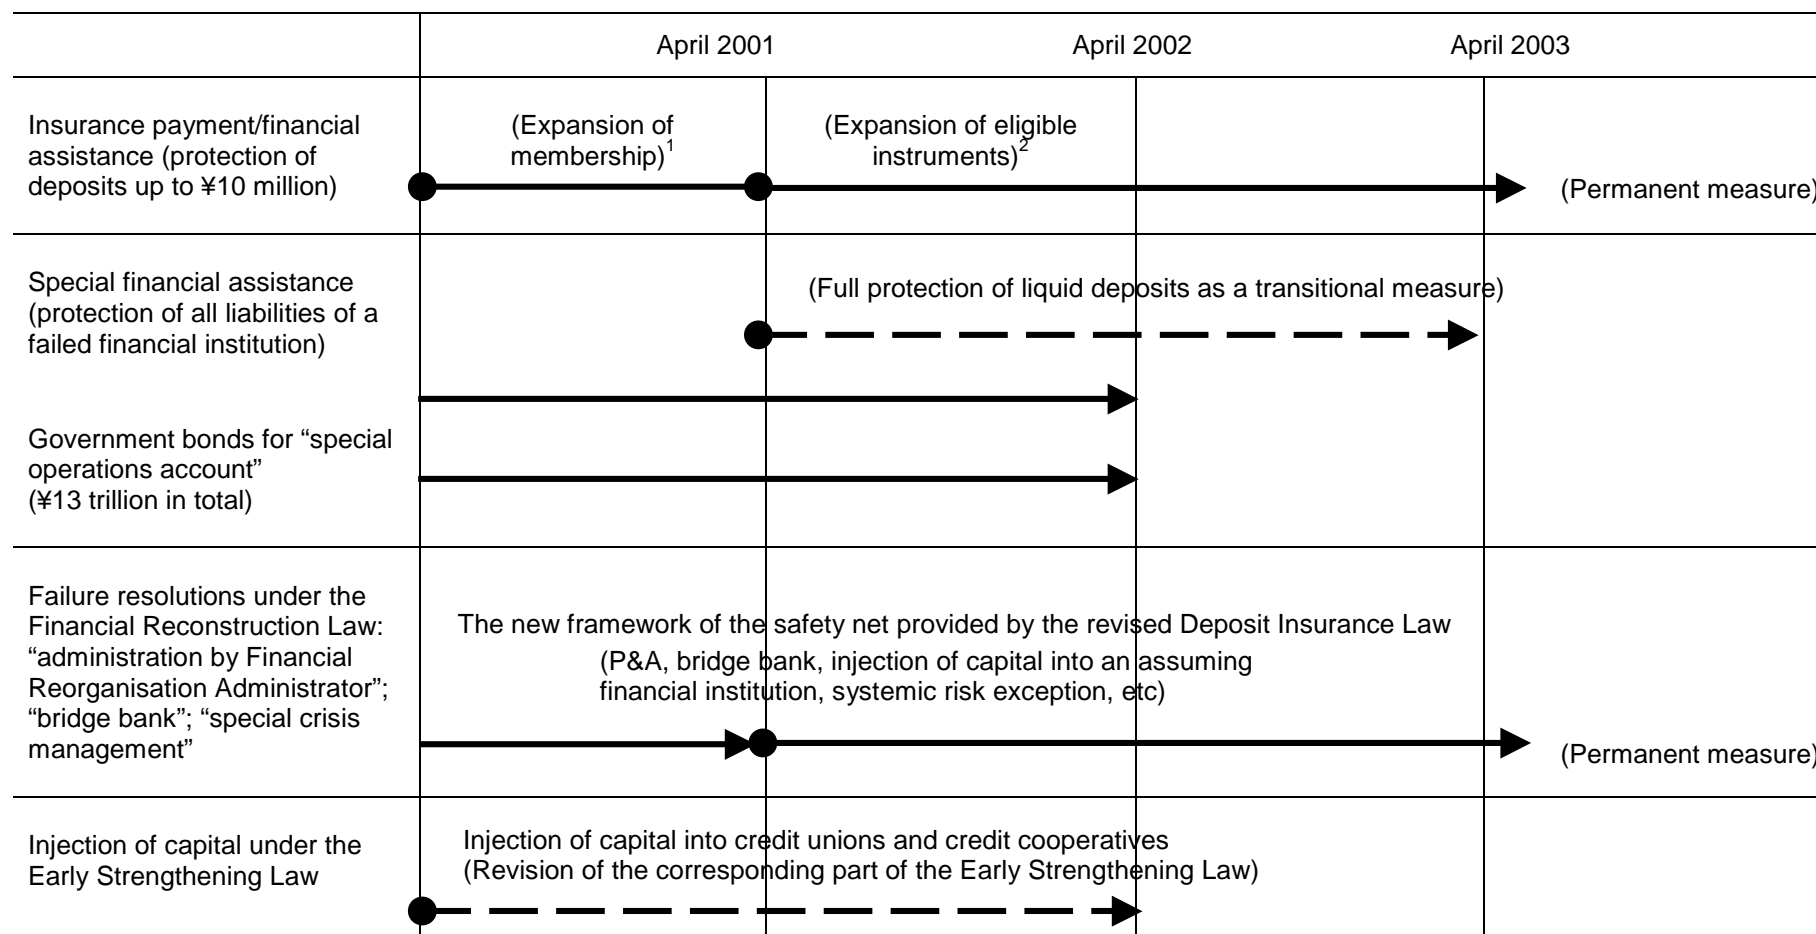 April 2001 April 2002 April 2003
Insurance payment/financial
assistance (protection of
deposits up to ¥10 million)
(Expansion of
membership)1
(Expansion of eligible
instruments)2
(Permanent measure)
Special financial assistance
(protection of all liabilities of a
failed financial institution)
(Full protection of liquid deposits as a transitional measure)
Government bonds for “special
operations account”
(¥13 trillion in total)
Failure resolutions under the
Financial Reconstruction Law:
“administration by Financial
Reorganisation Administrator”;
“bridge bank”; “special crisis
management”
The new framework of the safety net provided by the revised Deposit Insurance Law
(P&A, bridge bank, injection of capital into an assuming
financial institution, systemic risk exception, etc)
(Permanent measure)
Injection of capital under the
Early Strengthening Law
Injection of capital into credit unions and credit cooperatives
(Revision of the corresponding part of the Early Strengthening Law)